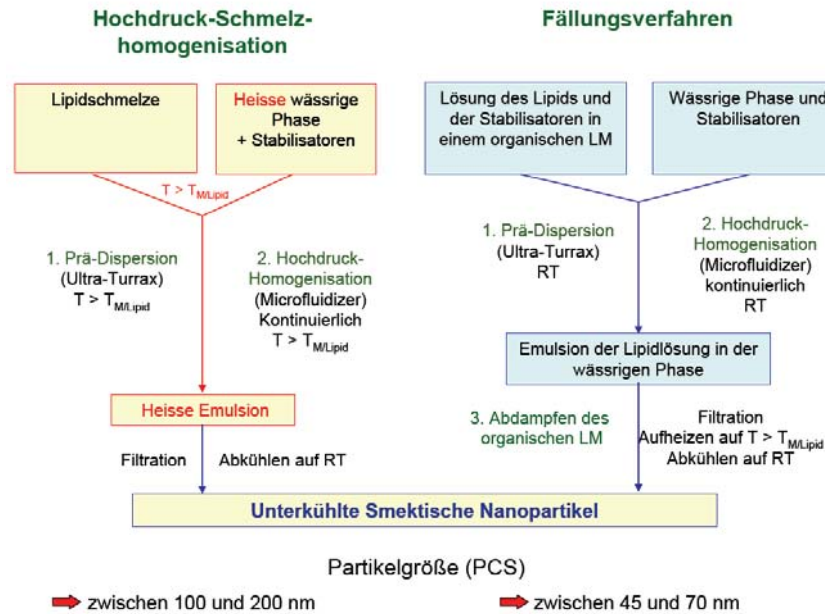 Hochdruck-Schmelz-
homogenisation
Lipidschmelze
Heisse wässrige
Phase
+ Stabilisatoren
T > TM/Lipid
1. Prä-Dispersion
(Ultra-Turrax)
T > TM/Lipid
2. Hochdruck-
Homogenisation
(Microfluidizer)
Kontinuierlich
T > TM/Lipid
Heisse Emulsion
Filtration
Abkühlen auf RT
Fällungsverfahren
Lösung des Lipids und
der Stabilisatoren in
einem organischen LM
Wässrige Phase und
Stabilisatoren
1. Prä-Dispersion
(Ultra-Turrax)
RT
2. Hochdruck-
Homogenisation
(Microfluidizer)
kontinuierlich
RT
Emulsion der Lipidlösung in der
wässrigen Phase
3. Abdampfen des
organischen LM
Filtration
Aufheizen auf T > TM/Lipid
Abkühlen auf RT
Unterkühlte Smektische Nanopartikel
Partikelgröße (PCS)
zwischen 100 und 200 nm
zwischen 45 und 70 nm